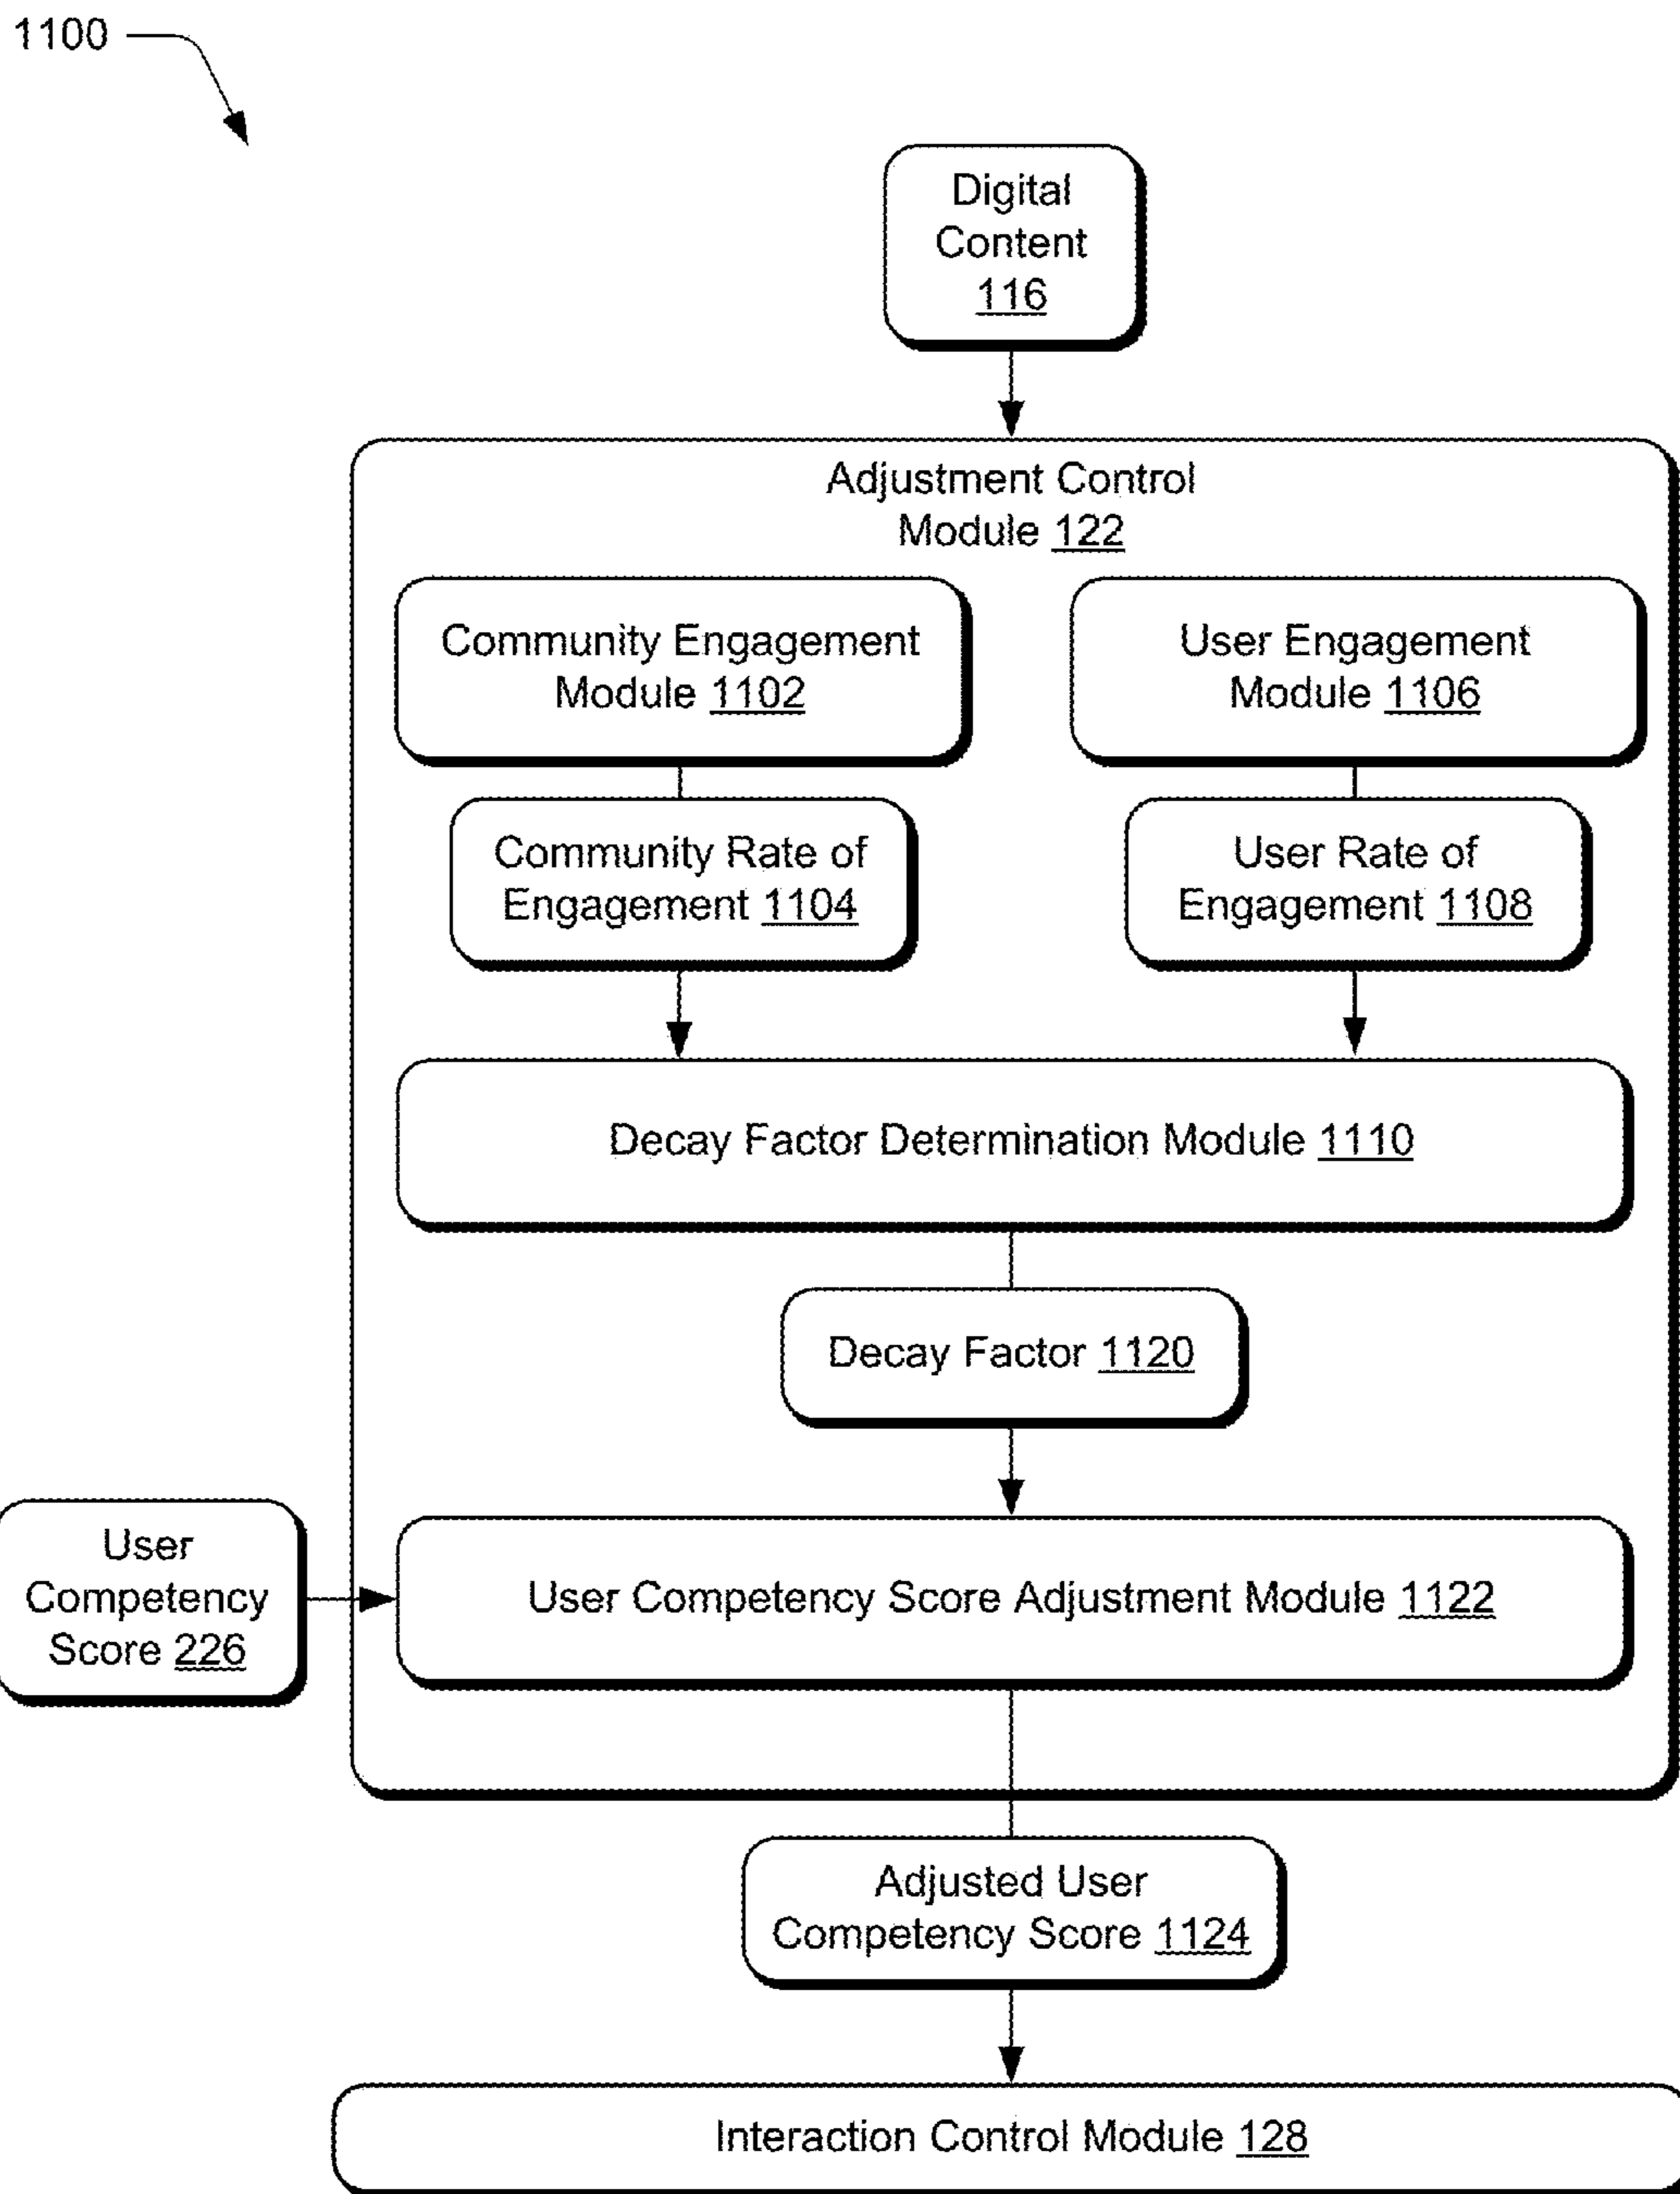 1100
Digital
Content
116
Adjustment Control
Module 122
Community Engagement
Module 1102
User Engagement
Module 1106
Community Rate of
Engagement 1104
User Rate of
Engagement 1108
Decay Factor Determination Module 1110
Decay Factor 1120
User
Competency
Score 226
User Competency Score Adjustment Module 1122
Adjusted User
Competency Score 1124
Interaction Control Module 128